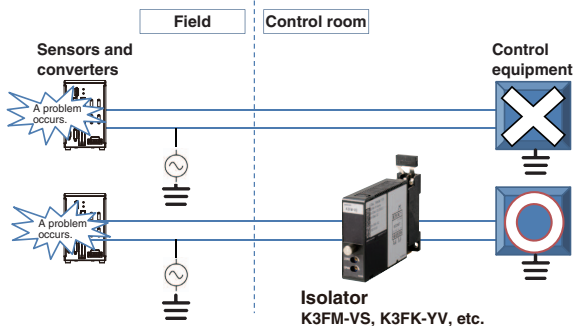 Field
Control room
Sensors and
converters
Control
equipment
A problem
occurs.
A problem
occurs.
Isolator
K3FM-VS, K3FK-YV, etc.